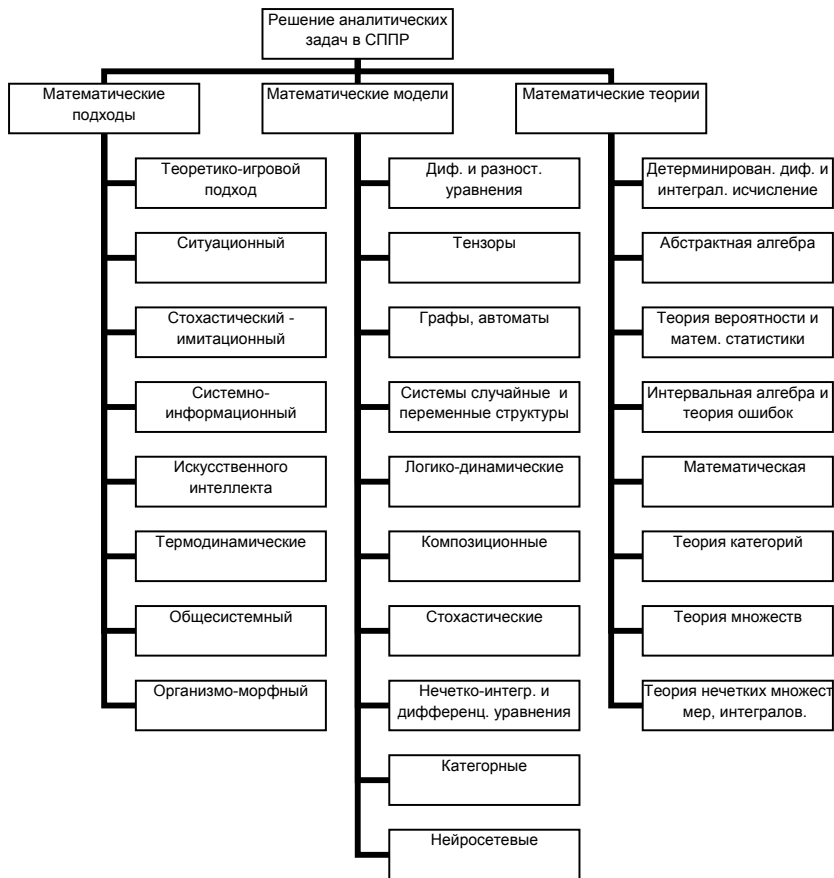 Решение аналитических
задач в СППР
Математические
подходы
Математические модели
Математические теории
Теоретико-игровой
подход
Ситуационный
Стохастический -
имитационный
Системно-
информационный
Искусственного
интеллекта
Термодинамические
Общесистемный
Организмо-морфный
Диф. и разност.
уравнения
Тензоры
Графы, автоматы
Системы случайные и
переменные структуры
Логико-динамические
Композиционные
Стохастические
Нечетко-интегр. и
дифференц. уравнения
Категорные
Нейросетевые
Детерминирован. диф. и
интеграл. исчисление
Абстрактная алгебра
Теория вероятности и
матем. статистики
Интервальная алгебра и
теория ошибок
Математическая
Теория категорий
Теория множеств
Теория нечетких множест
мер, интегралов.